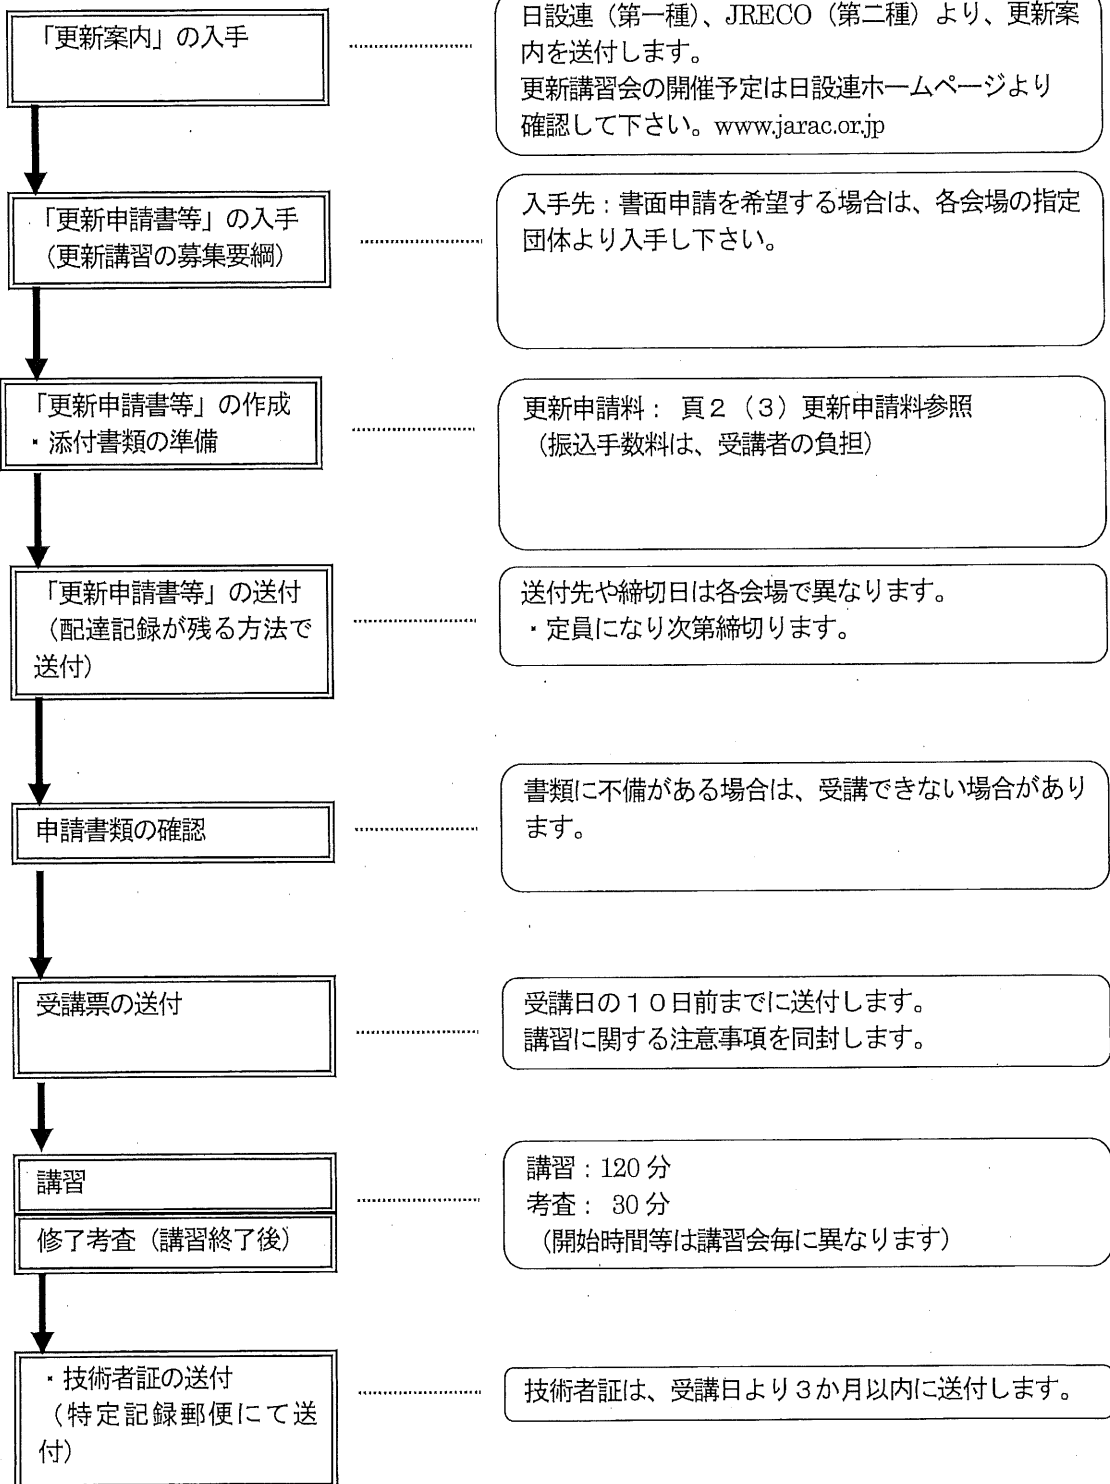 「更新案内」の入手
日設連（第一種）、JRECO（第二種）より、更新案
内を送付します。
更新講習会の開催予定は日設連ホームページより
確認して下さい。www.jarac.or.jp
「更新申請書等」の入手
（更新講習の募集要綱）
入手先：書面申請を希望する場合は、各会場の指定
団体より入手し下さい。
「更新申請書等」の作成
・添付書類の準備
更新申請料： 頁２（３）更新申請料参照
（振込手数料は、受講者の負担）
「更新申請書等」の送付
（配達記録が残る方法で
送付）
送付先や締切日は各会場で異なります。
・定員になり次第締切ります。
申請書類の確認
書類に不備がある場合は、受講できない場合があり
ます。
受講票の送付
受講日の１０日前までに送付します。
講習に関する注意事項を同封します。
講習
修了考査（講習終了後）
講習：120 分
考査： 30 分
（開始時間等は講習会毎に異なります）
・技術者証の送付
（特定記録郵便にて送
付）
技術者証は、受講日より３か月以内に送付します。